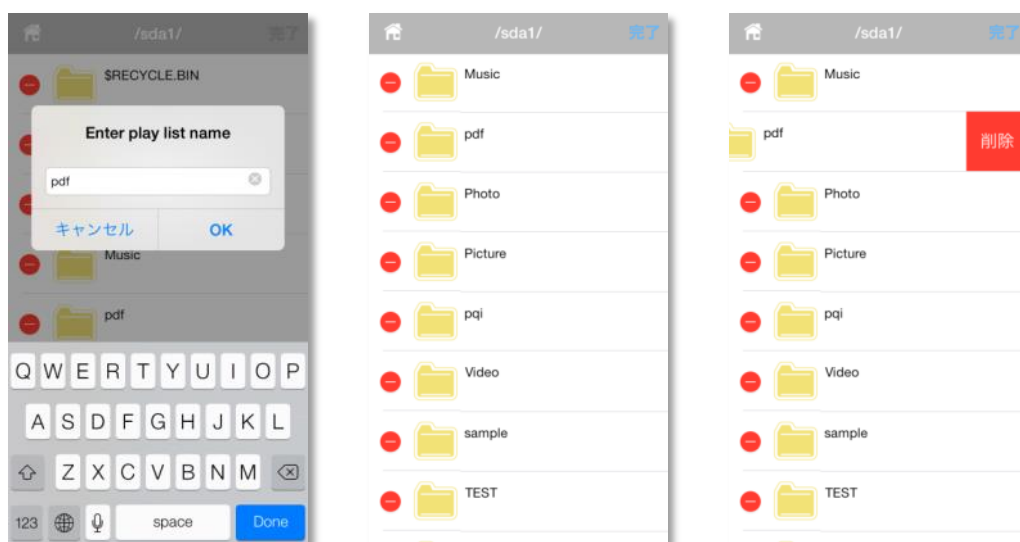 /sda1/ 完了
$RECYCLE.BIN
Enter play list name
pdf
キャンセル OK
Music
pdf
Q W E R T Y U I O P
A S D F G H J K L
Z X C V B N M
123 space Done
/sda1/ 完了
Music
pdf
Photo
Picture
pqi
Video
sample
TEST
/sda1/ 完了
Music
pdf 削除
Photo
Picture
pqi
Video
sample
TEST